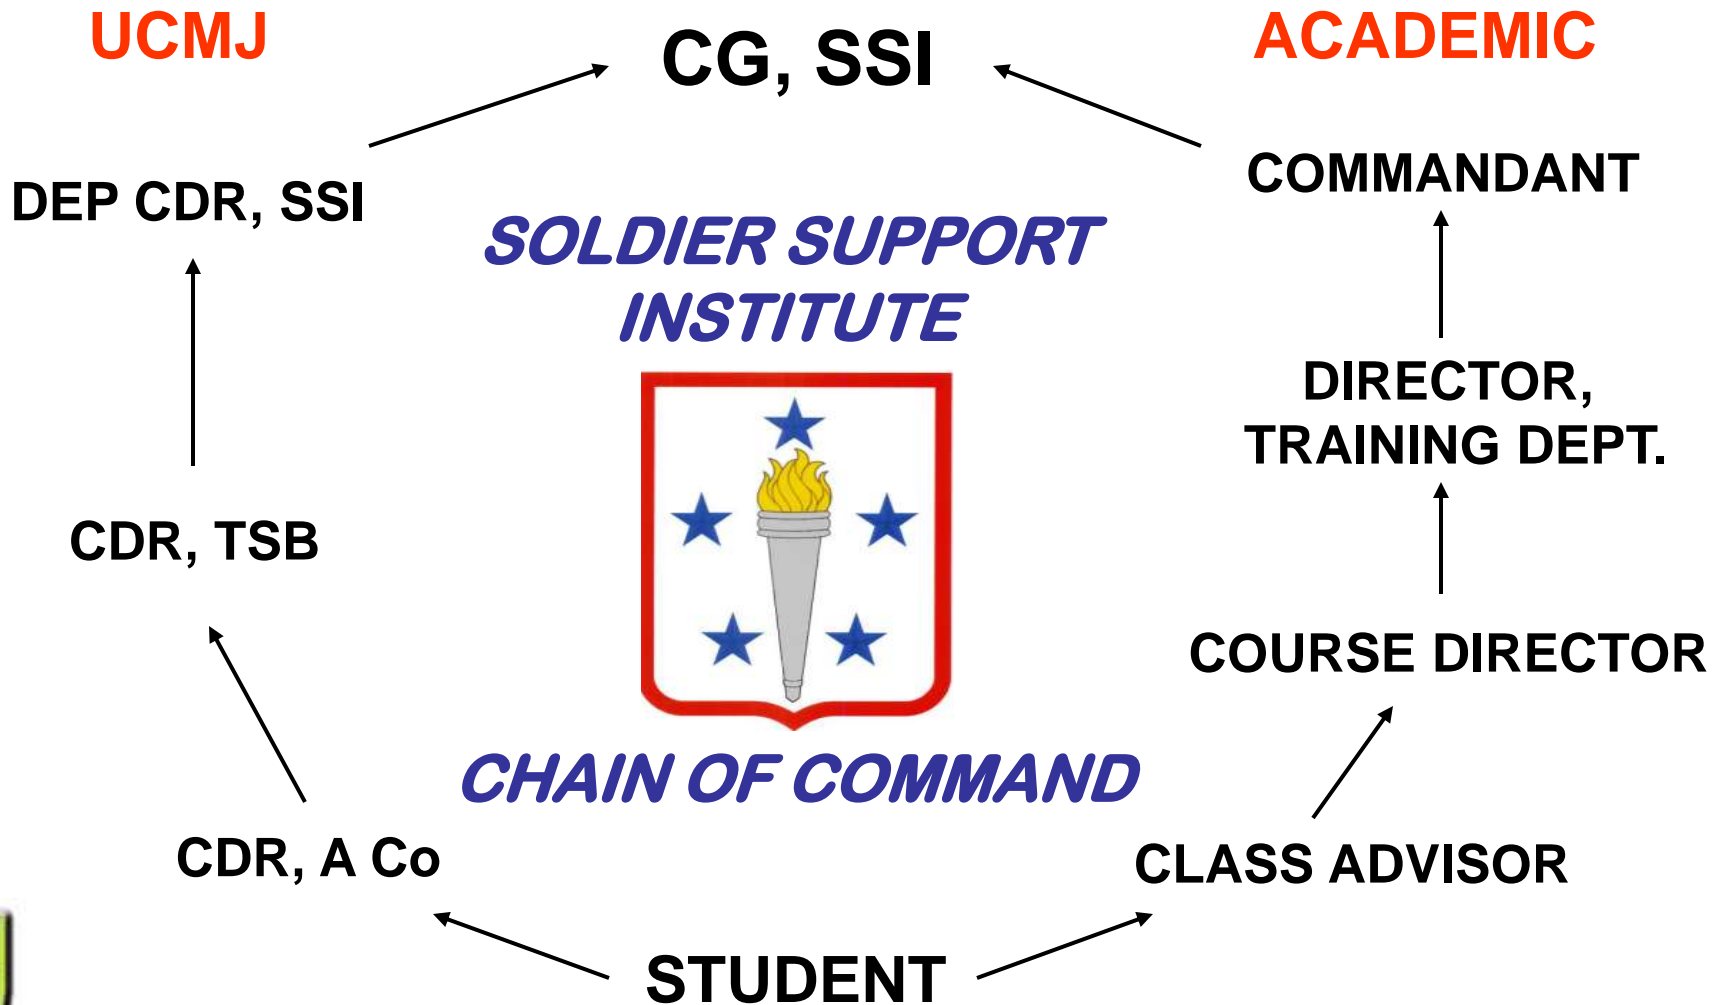 UCMJ
CG, SSI
ACADEMIC
DEP CDR, SSI
COMMANDANT
SOLDIER SUPPORT
INSTITUTE
DIRECTOR,
TRAINING DEPT.
CDR, TSB
COURSE DIRECTOR
CHAIN OF COMMAND
CDR, A Co
CLASS ADVISOR
STUDENT